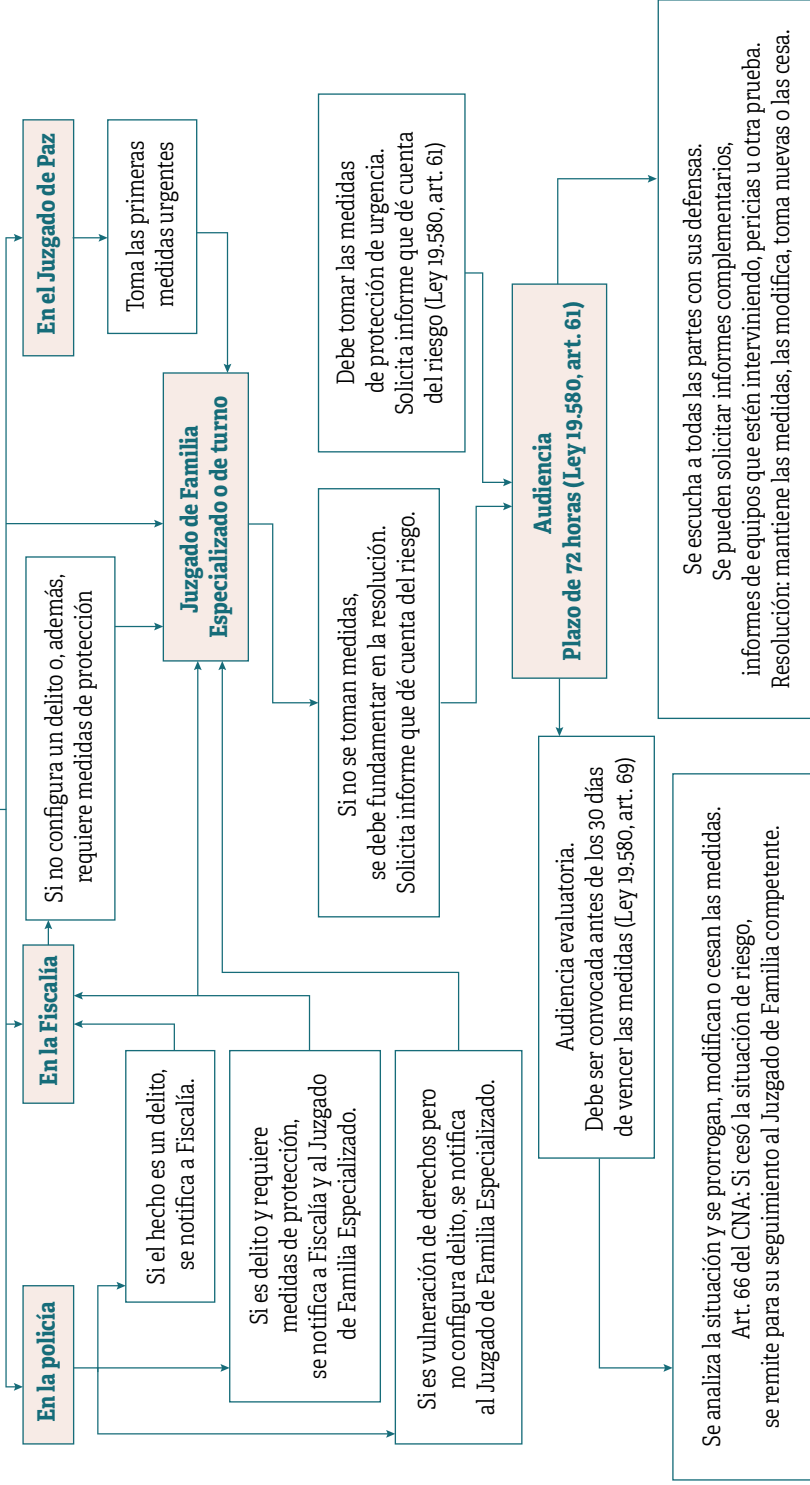 En la policía
En la Fiscalía
En el Juzgado de Paz
Si el hecho es un delito,
se notifica a Fiscalía.
Si es delito y requiere
medidas de protección,
se notifica a Fiscalía y al Juzgado
de Familia Especializado.
Si es vulneración de derechos pero
no configura delito, se notifica
al Juzgado de Familia Especializado.
Si no configura un delito o, además,
requiere medidas de protección
Toma las primeras
medidas urgentes
Juzgado de Familia
Especializado o de turno
Si no se toman medidas,
se debe fundamentar en la resolución.
Solicita informe que dé cuenta del riesgo.
Debe tomar las medidas
de protección de urgencia.
Solicita informe que dé cuenta
del riesgo (Ley 19.580, art. 61)
Audiencia
Plazo de 72 horas (Ley 19.580, art. 61)
Audiencia evaluatoria.
Debe ser convocada antes de los 30 días
de vencer las medidas (Ley 19.580, art. 69)
Se analiza la situación y se prorrogan, modifican o cesan las medidas.
Art. 66 del CNA: Si cesó la situación de riesgo,
se remite para su seguimiento al Juzgado de Familia competente.
Se escucha a todas las partes con sus defensas.
Se pueden solicitar informes complementarios,
informes de equipos que estén interviniendo, pericias u otra prueba.
Resolución: mantiene las medidas, las modifica, toma nuevas o las cesa.